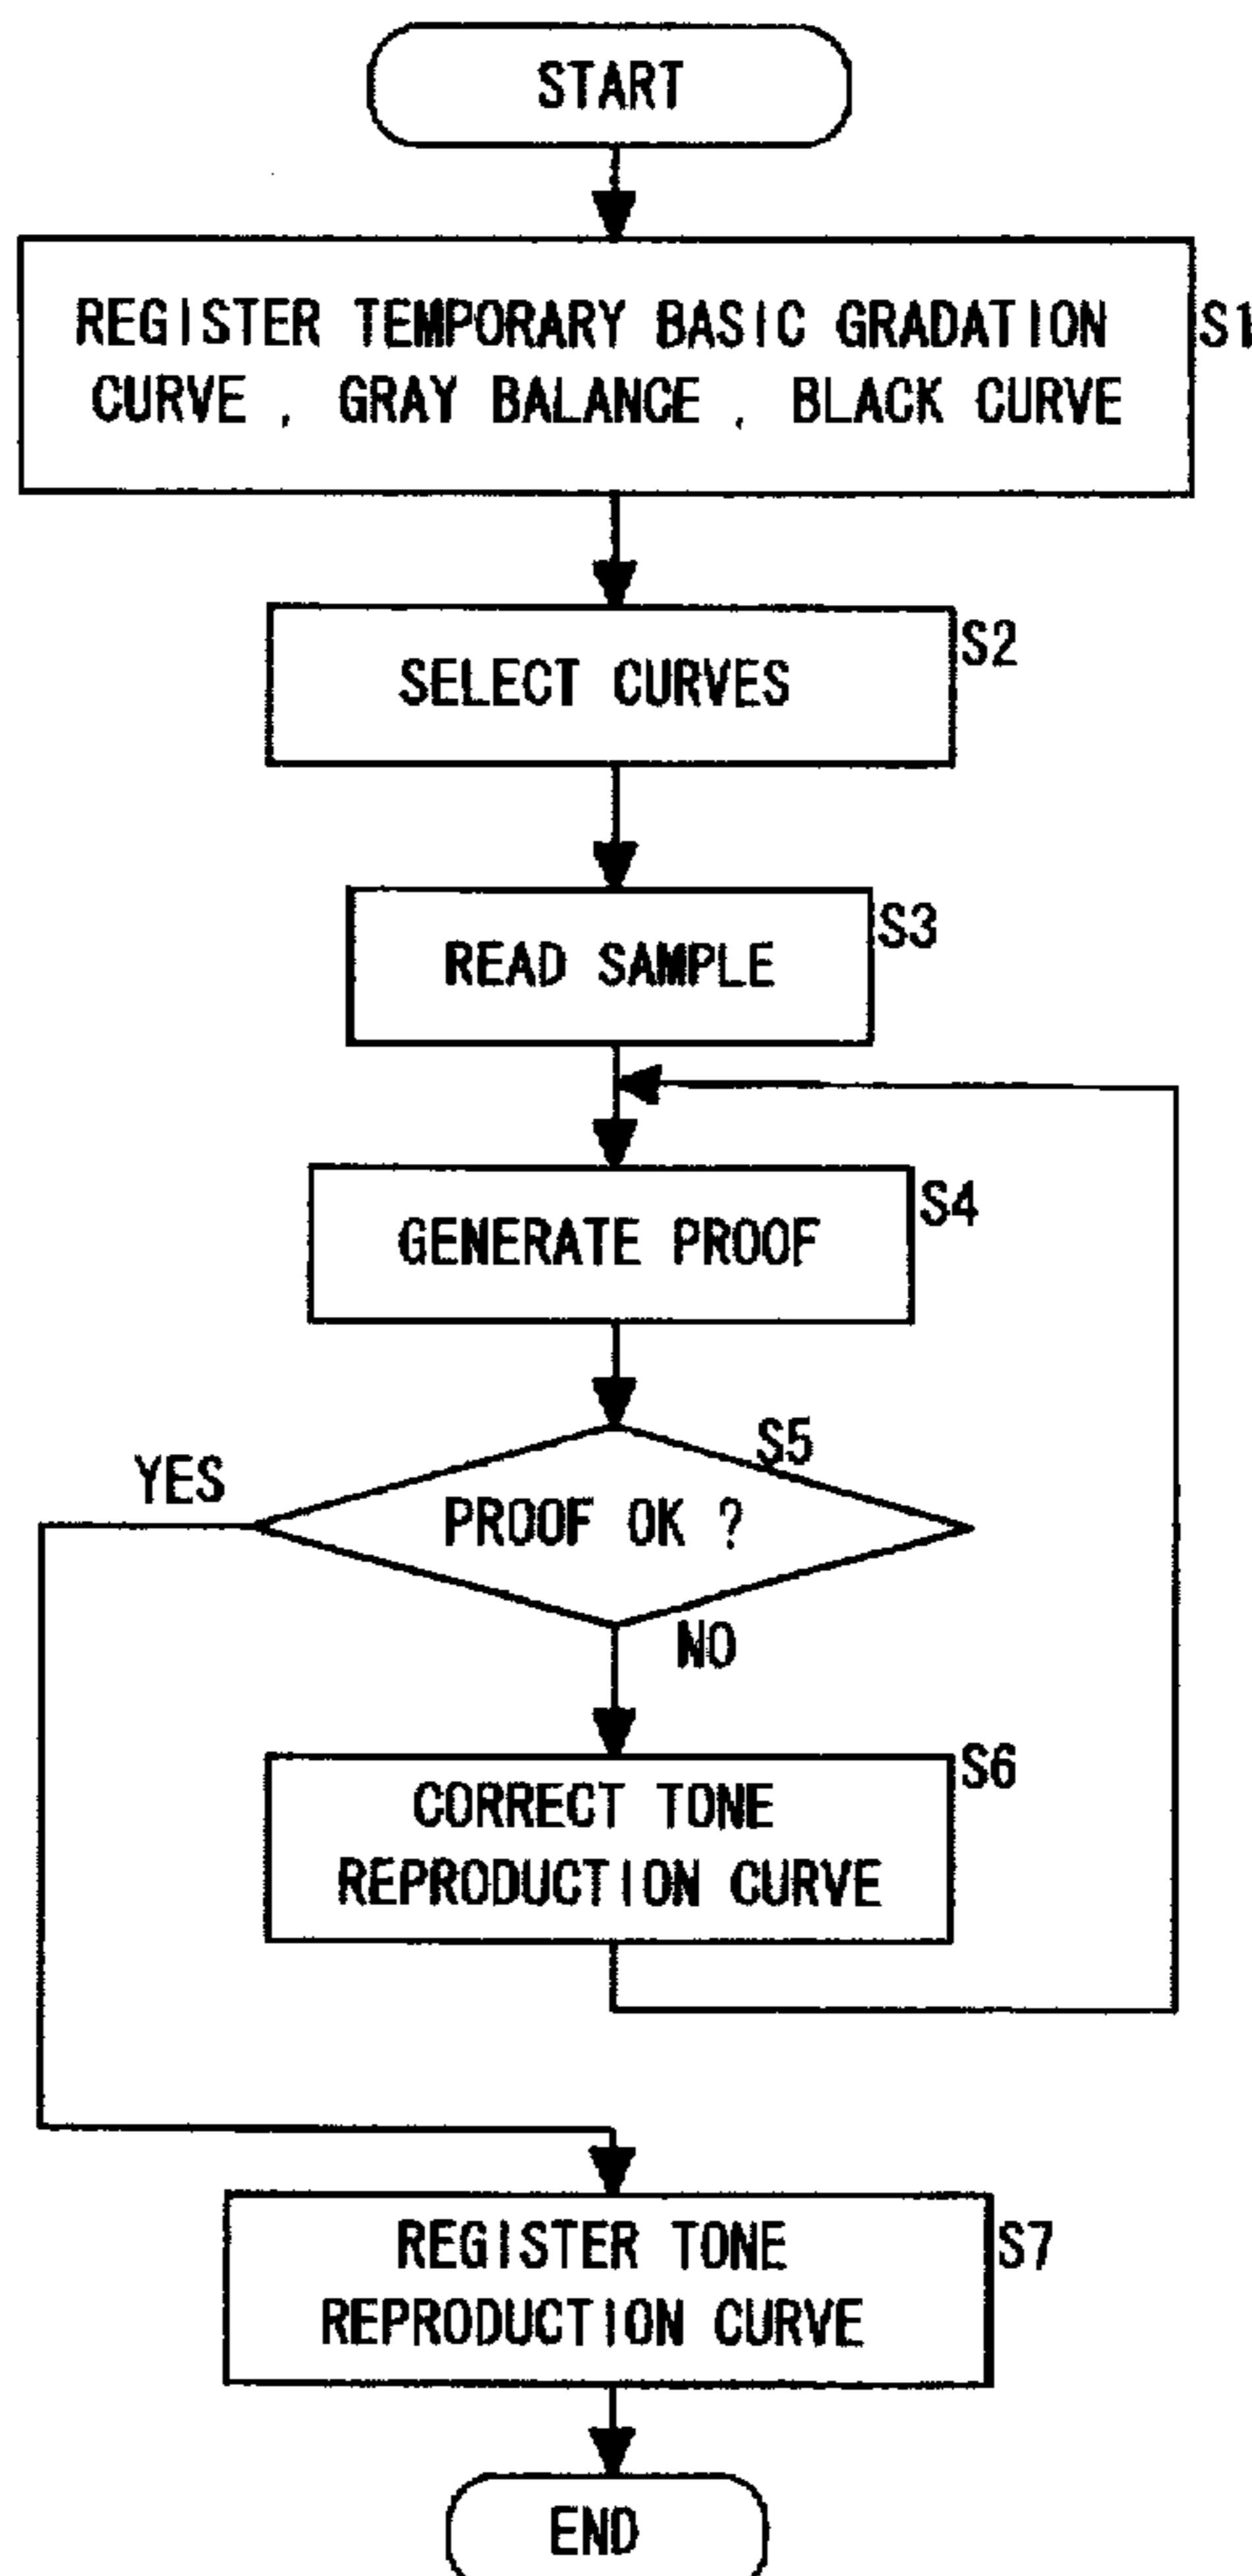 START
REGISTER TEMPORARY BASIC GRADATION
CURVE , GRAY BALANCE , BLACK CURVE
S1
SELECT CURVES
S2
READ SAMPLE
S3
GENERATE PROOF
S4
S5
YES
PROOF OK ?
NO
CORRECT TONE
REPRODUCTION CURVE
S6
REGISTER TONE
REPRODUCTION CURVE
S7
END